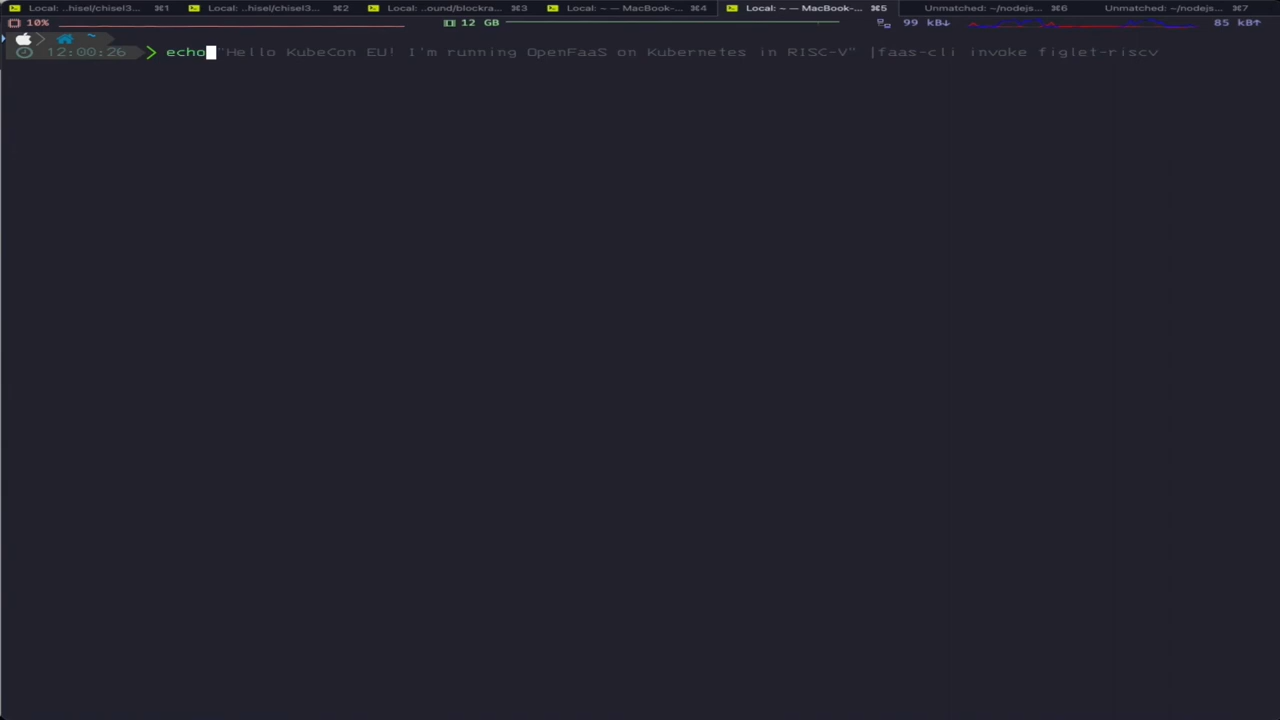 Local: ..hisel/chisel3... ⌘1 Local: ..hisel/chisel3... ⌘2 Local: ..ound/blockra... ⌘3 Local: ~ — MacBook-... ⌘4 Local: ~ — MacBook-... ⌘5 Unmatched: ~/nodejs... ⌘6 Unmatched: ~/nodejs... ⌘7
10% 12 GB 99 kB↓ 85 kB↑
~
12:00:26 echo "Hello KubeCon EU! I'm running OpenFaaS on Kubernetes in RISC-V" |faas-cli invoke figlet-riscv